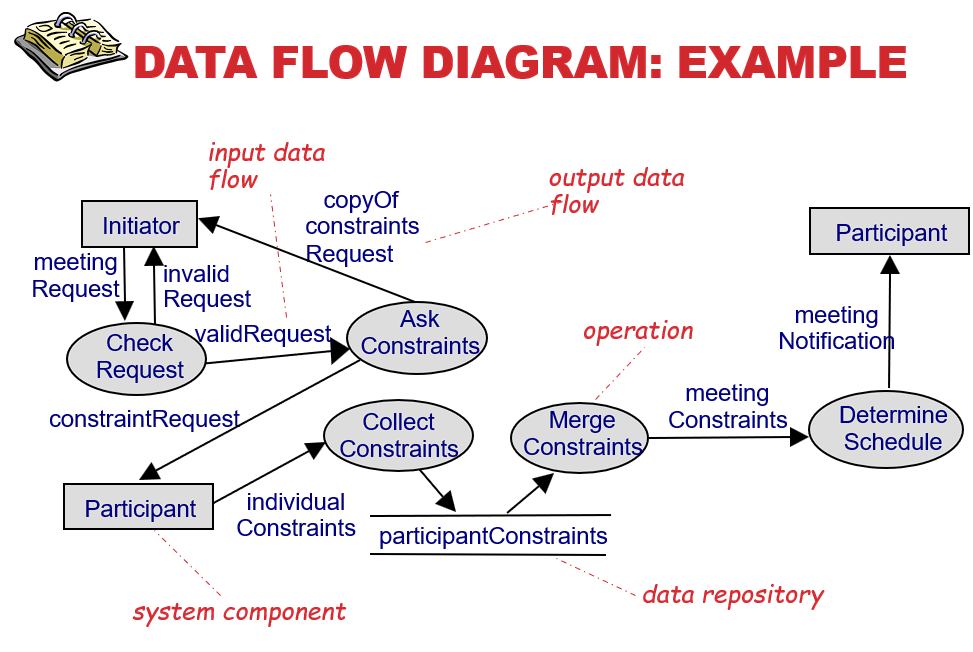 DATA FLOW DIAGRAM: EXAMPLE
input data
flow
output data
flow
copyOf
constraints
Request
Initiator
Participant
meeting
Request
invalid
Request
validRequest
Ask
Constraints
Check
Request
operation
meeting
Notification
constraintRequest
Collect
Constraints
Merge
Constraints
meeting
Constraints
Determine
Schedule
Participant
individual
Constraints
participantConstraints
system component
data repository